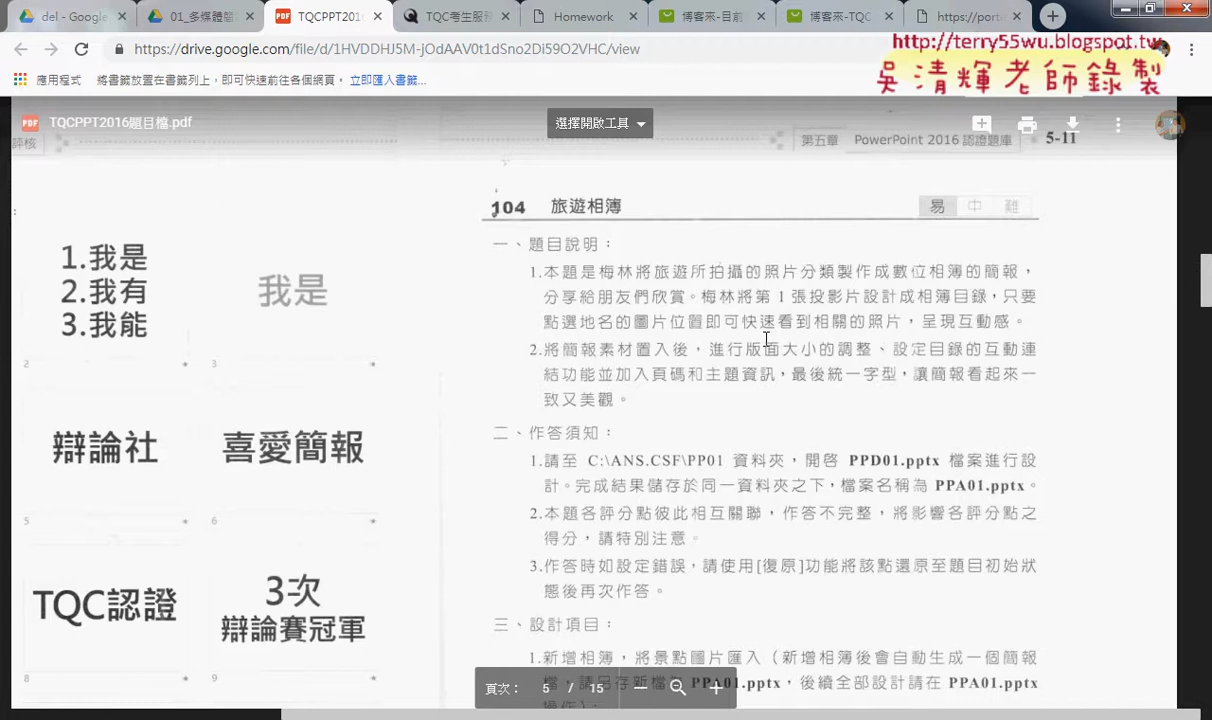 del - Google
01_多媒體簡
TQCPPT201
TQC考生服務
Homework
博客來-目前
博客來-TQC
https://port
https://drive.google.com/file/d/1HVDDHJ5M-jOdAAV0t1dSno2Di59O2VHC/view
http://terry55wu.blogspot.tw
吳清輝老師錄製
應用程式
將書籤放置在書籤列上，即可快速前往各個網頁。
立即匯入書籤...
TQCPPT2016題目檔.pdf
選擇開啟工具
評核
第五章 PowerPoint 2016 認證題庫 5-11
104 旅遊相簿
易 中 難
一、題目說明：
1.本題是梅林將旅遊所拍攝的照片分類製作成數位相簿的簡報，
分享給朋友們欣賞。梅林將第 1 張投影片設計成相簿目錄，只要
點選地名的圖片位置即可快速看到相關的照片，呈現互動感。
2.將簡報素材置入後，進行版面大小的調整、設定目錄的互動連
結功能並加入頁碼和主題資訊，最後統一字型，讓簡報看起來一
致又美觀。
二、作答須知：
1.請至 C:\ANS.CSF\PP01 資料夾，開啓 PPD01.pptx 檔案進行設
計。完成結果儲存於同一資料夾之下，檔案名稱為 PPA01.pptx。
2.本題各評分點彼此相互關聯，作答不完整，將影響各評分點之
得分，請特別注意。
3.作答時如設定錯誤，請使用[復原]功能將該點還原至題目初始狀
態後再次作答。
三、設計項目：
1.新增相簿，將景點圖片匯入（新增相簿後會自動生成一個簡報
檔，請另存新檔為 PPA01.pptx，後續全部設計請在 PPA01.pptx
1.我是
2.我有
3.我能
2
我是
3
辯論社
5
喜愛簡報
6
TQC認證
8
3次
辯論賽冠軍
9
頁次： 5 / 15